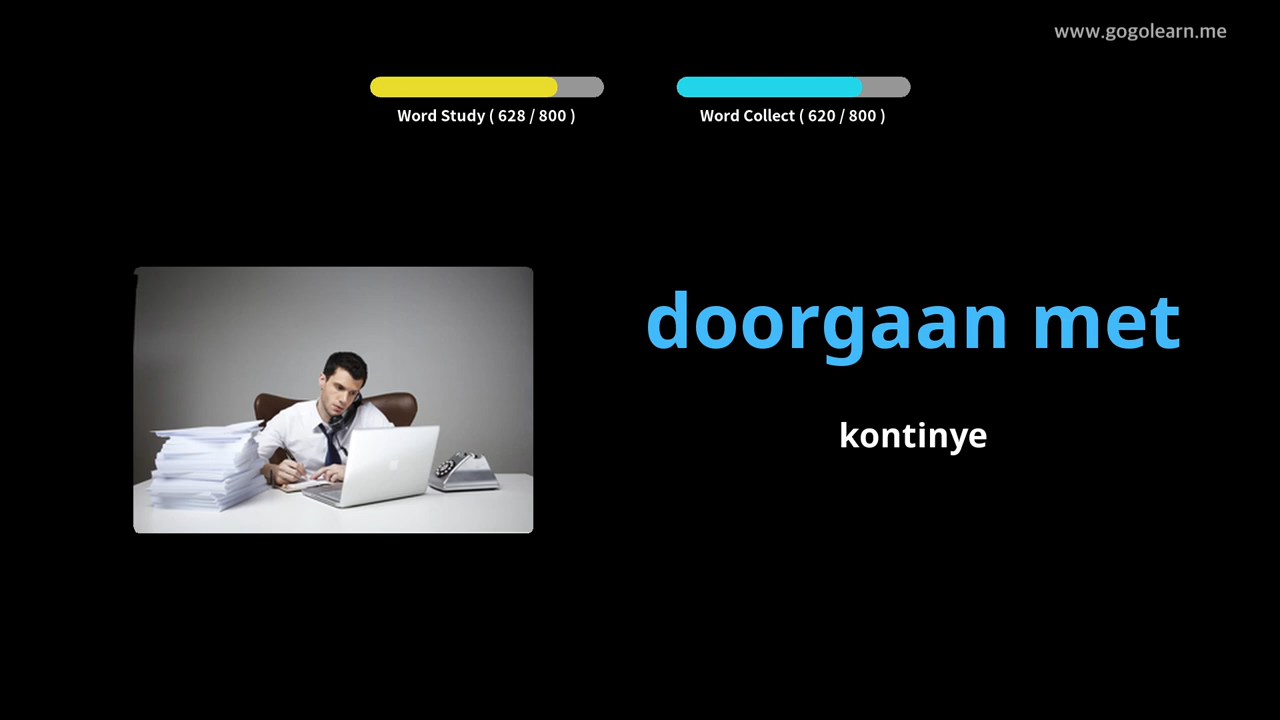 www.gogolearn.me
Word Study ( 628 / 800 )
Word Collect ( 620 / 800 )
doorgaan met
kontinye